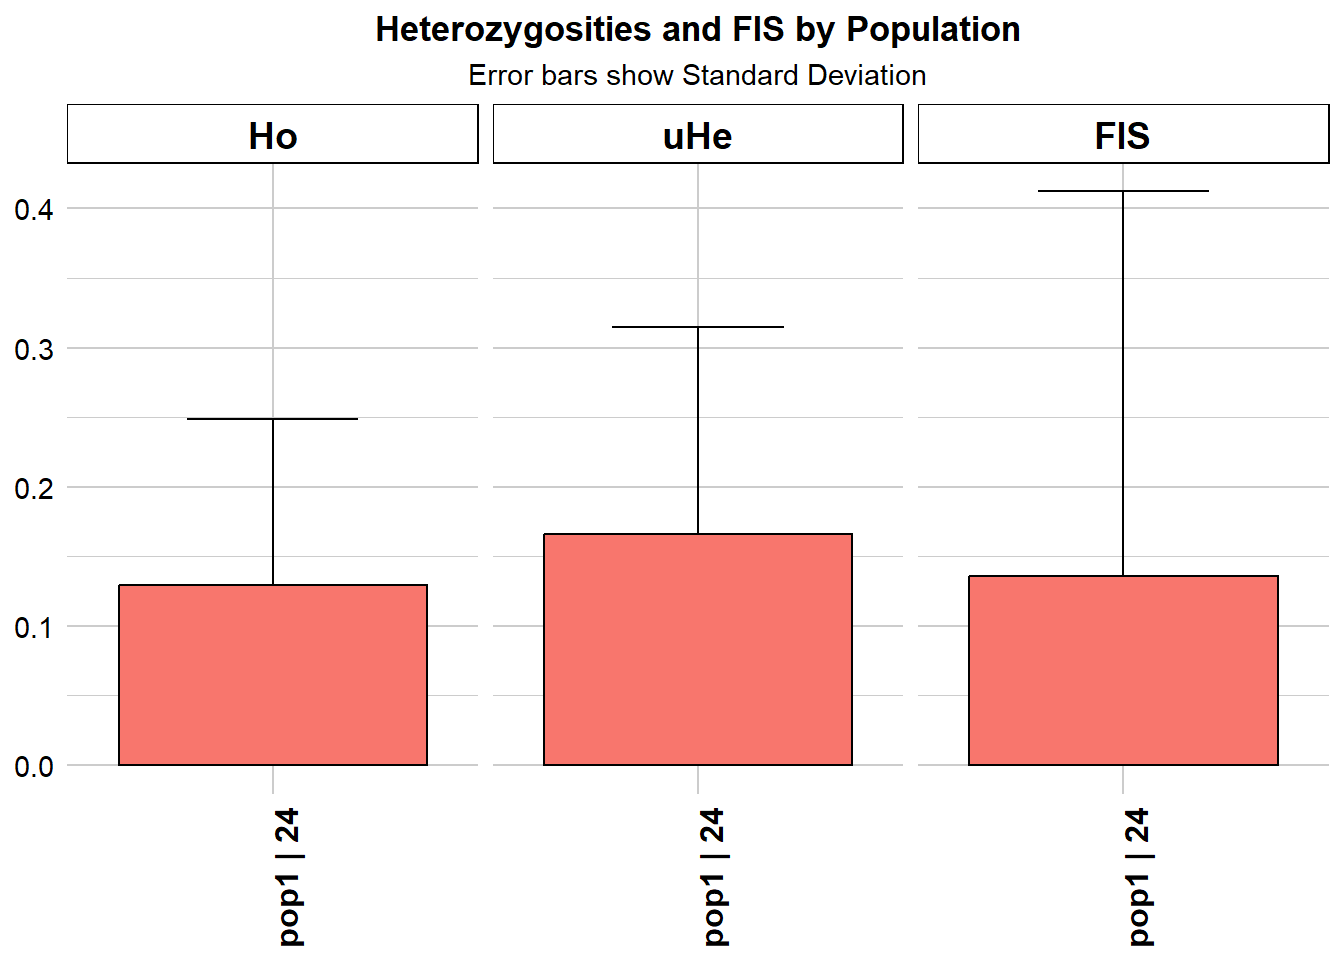 Heterozygosities and FIS by Population
Error bars show Standard Deviation
Ho
uHe
FIS
0.4
0.3
0.2
0.1
0.0
pop1 | 24
pop1 | 24
pop1 | 24